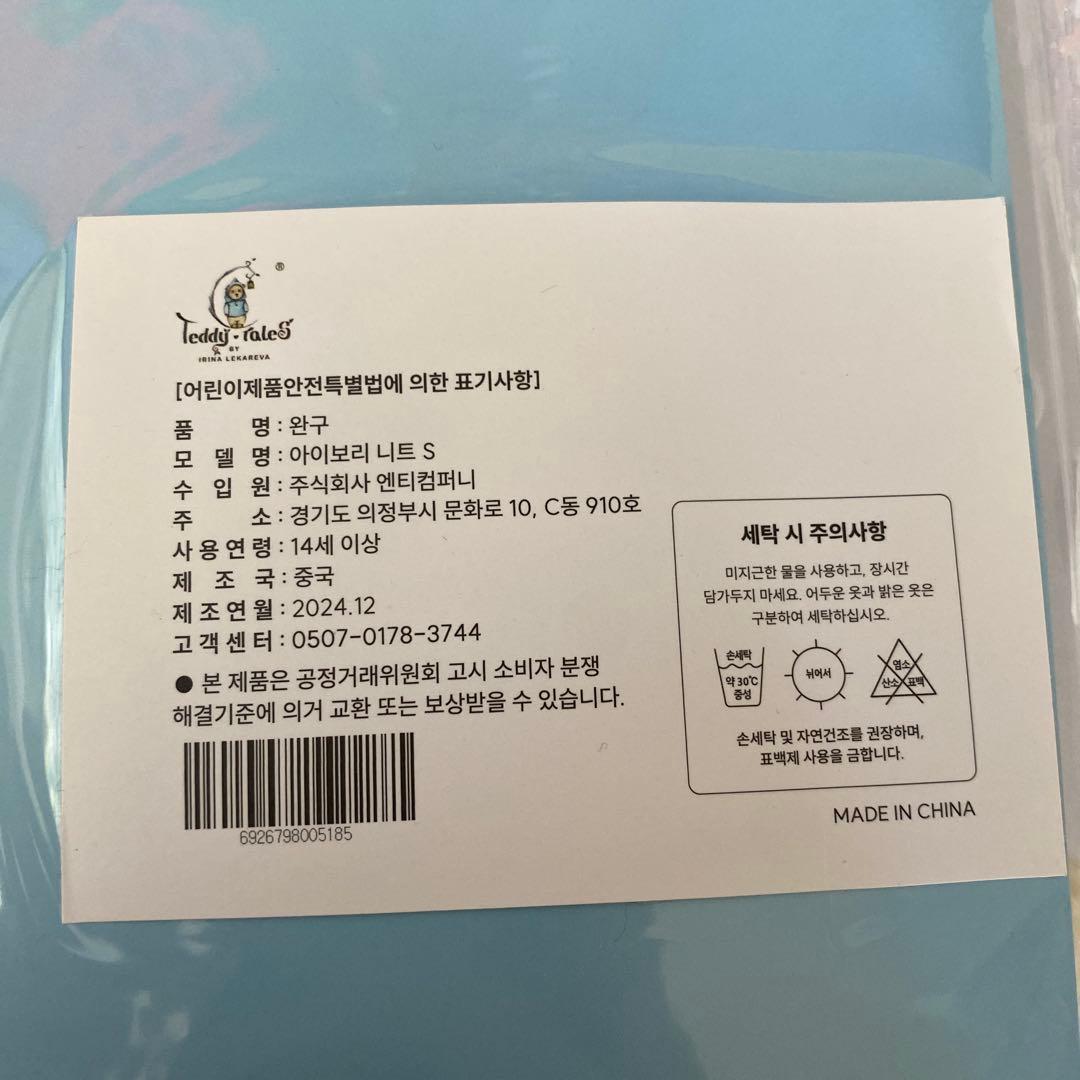 ®
Teddy•Tales
BY
IRINA LEKAREVA
[어린이제품안전특별법에 의한 표기사항]
품 명 : 완구
모 델 명 : 아이보리 니트 S
수 입 원 : 주식회사 엔티컴퍼니
주 소 : 경기도 의정부시 문화로 10, C동 910호
사용연령 : 14세 이상
제 조 국 : 중국
제조연월 : 2024.12
고객센터 : 0507-0178-3744
● 본 제품은 공정거래위원회 고시 소비자 분쟁
해결기준에 의거 교환 또는 보상받을 수 있습니다.
6926798005185
세탁 시 주의사항
미지근한 물을 사용하고, 장시간
담가두지 마세요. 어두운 옷과 밝은 옷은
구분하여 세탁하십시오.
손세탁
약 30℃
중성
뉘어서
염소
산소 표백
손세탁 및 자연건조를 권장하며,
표백제 사용을 금합니다.
MADE IN CHINA